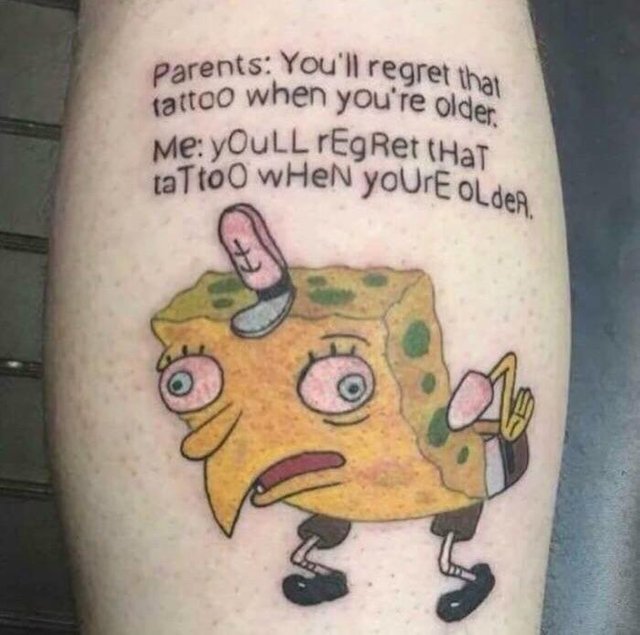 Parents: You'll regret that
tattoo when you're older.
Me: yOuLL rEgRet tHaT
taTtoO wHeN yoUrE oLdeR.